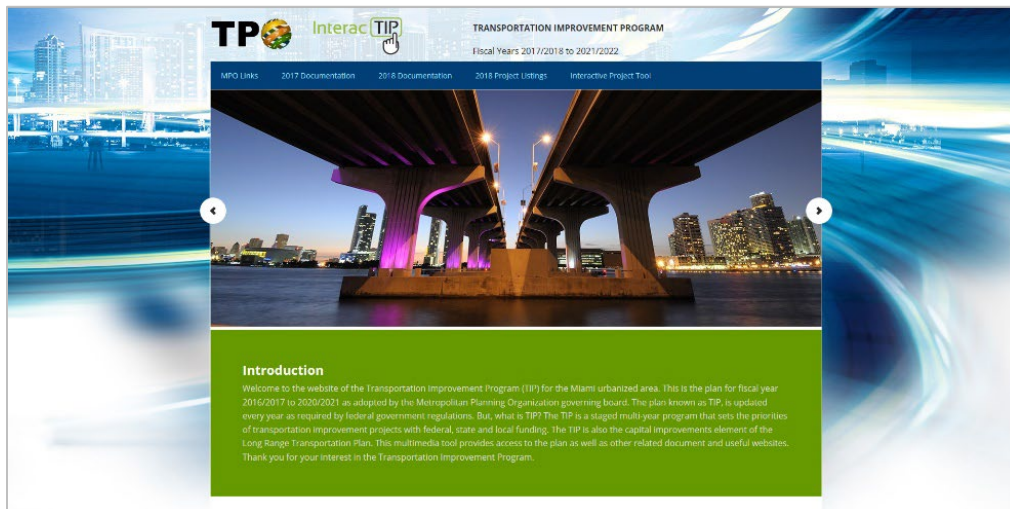 TPO
InteracTIP
TRANSPORTATION IMPROVEMENT PROGRAM
Fiscal Years 2017/2018 to 2021/2022
MPO Links 2017 Documentation 2018 Documentation 2018 Project Listings Interactive Project Tool
Introduction
Welcome to the website of the Transportation Improvement Program (TIP) for the Miami urbanized area. This is the plan for fiscal year
2016/2017 to 2020/2021 as adopted by the Metropolitan Planning Organization governing board. The plan known as TIP, is updated
every year as required by federal government regulations. But, what is TIP? The TIP is a staged multi-year program that sets the priorities
of transportation improvement projects with federal, state and local funding. The TIP is also the capital improvements element of the
Long Range Transportation Plan. This multimedia tool provides access to the plan as well as other related document and useful websites.
Thank you for your interest in the Transportation Improvement Program.